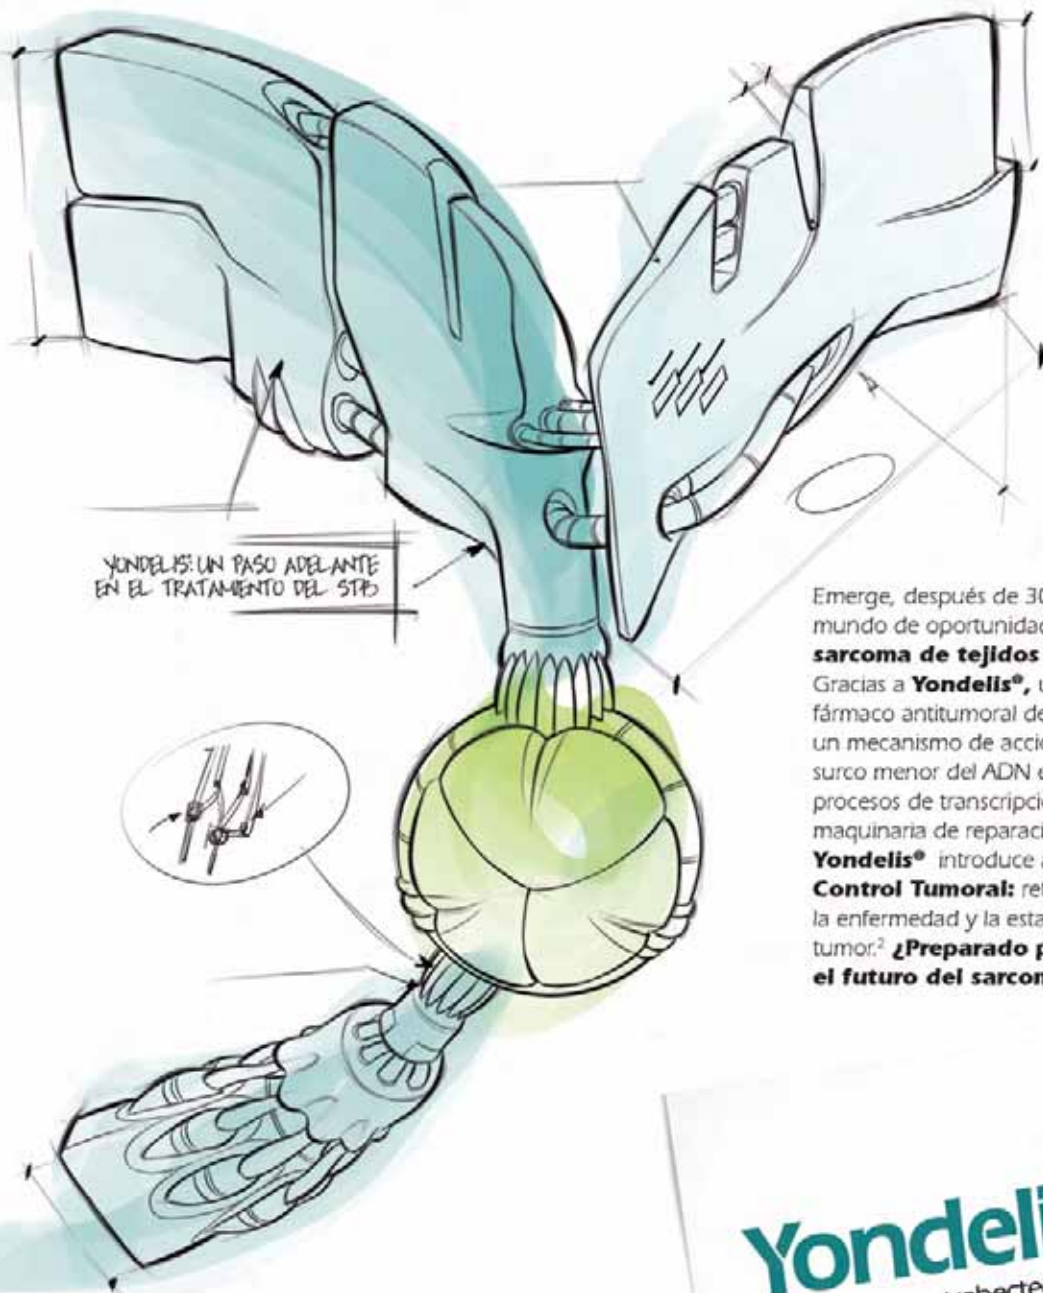 YONDELIS: UN PASO ADELANTE
EN EL TRATAMIENTO DEL STB
Emerge, después de 30
mundo de oportunidad
sarcoma de tejidos
Gracias a Yondelis®, u
fármaco antitumoral de
un mecanismo de acció
surco menor del ADN e
procesos de transcripció
maquinaria de reparaci
Yondelis® introduce a
Control Tumoral: re
la enfermedad y la esta
tumor.² ¿Preparado p
el futuro del sarcom
Yondeli